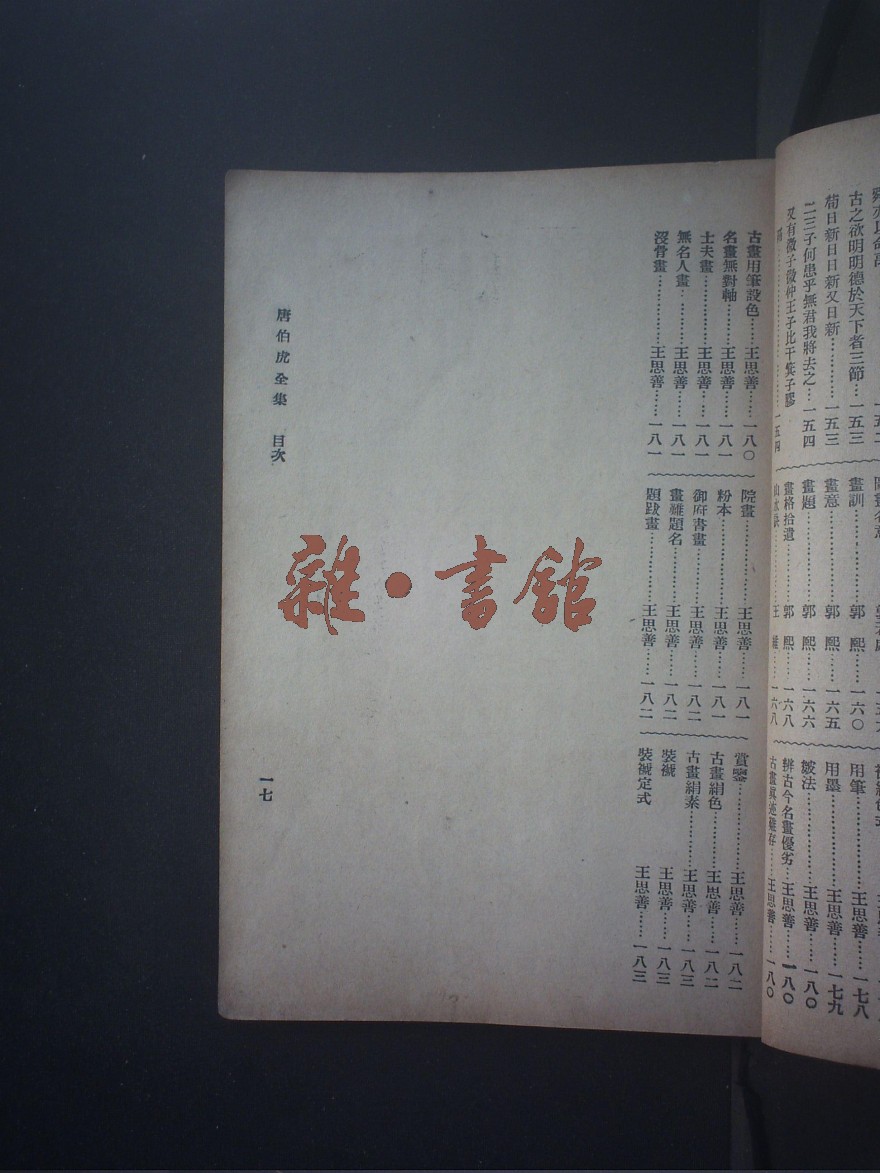 古之欲明明德於天下者三節…一五三
苟日新日日新又日新…………一五三
二三子何患乎無君我將去之…一五四
又有微子微仲王子比干箕子膠
一五四
畫訓…………郭熙……一六〇
畫意…………郭熙……一六五
畫題…………郭熙……一六六
畫格拾遺………郭熙……一六八
山水訣…………王維……一六八
用筆……………王思善…一七八
用墨……………王思善…一七九
皴法……………王思善…一八〇
辨古今名畫優劣…王思善…一八〇
古畫真迹難存……王思善…一八〇
古畫用筆設色……王思善……一八〇
名畫無對軸………王思善……一八一
士夫畫…………王思善……一八一
無名人畫…………王思善……一八一
沒骨畫……………王思善……一八一
院畫……………王思善……一八一
粉本……………王思善……一八一
御府書畫………王思善……一八二
畫難題名………王思善……一八二
題跋畫…………王思善……一八二
賞鑒……………王思善……一八二
古畫絹色………王思善……一八二
古畫絹素………王思善……一八三
裝褫 王思善……一八三
裝褫定式 王思善……一八三
唐伯虎全集 目次
一七
雜·書館